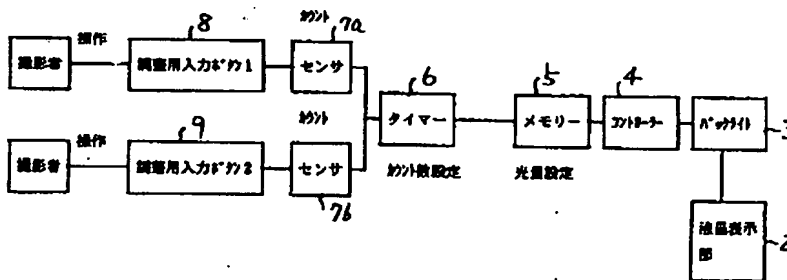 カウント
操作
8
7a
撮影者
調整用入力ボタン1
センサ
6
5
4
タイマー
メモリー
コントローラー
バックライト
3
カウント
操作
9
カウント数設定
光量設定
撮影者
調整用入力ボタン2
センサ
7b
液晶表示
部
2